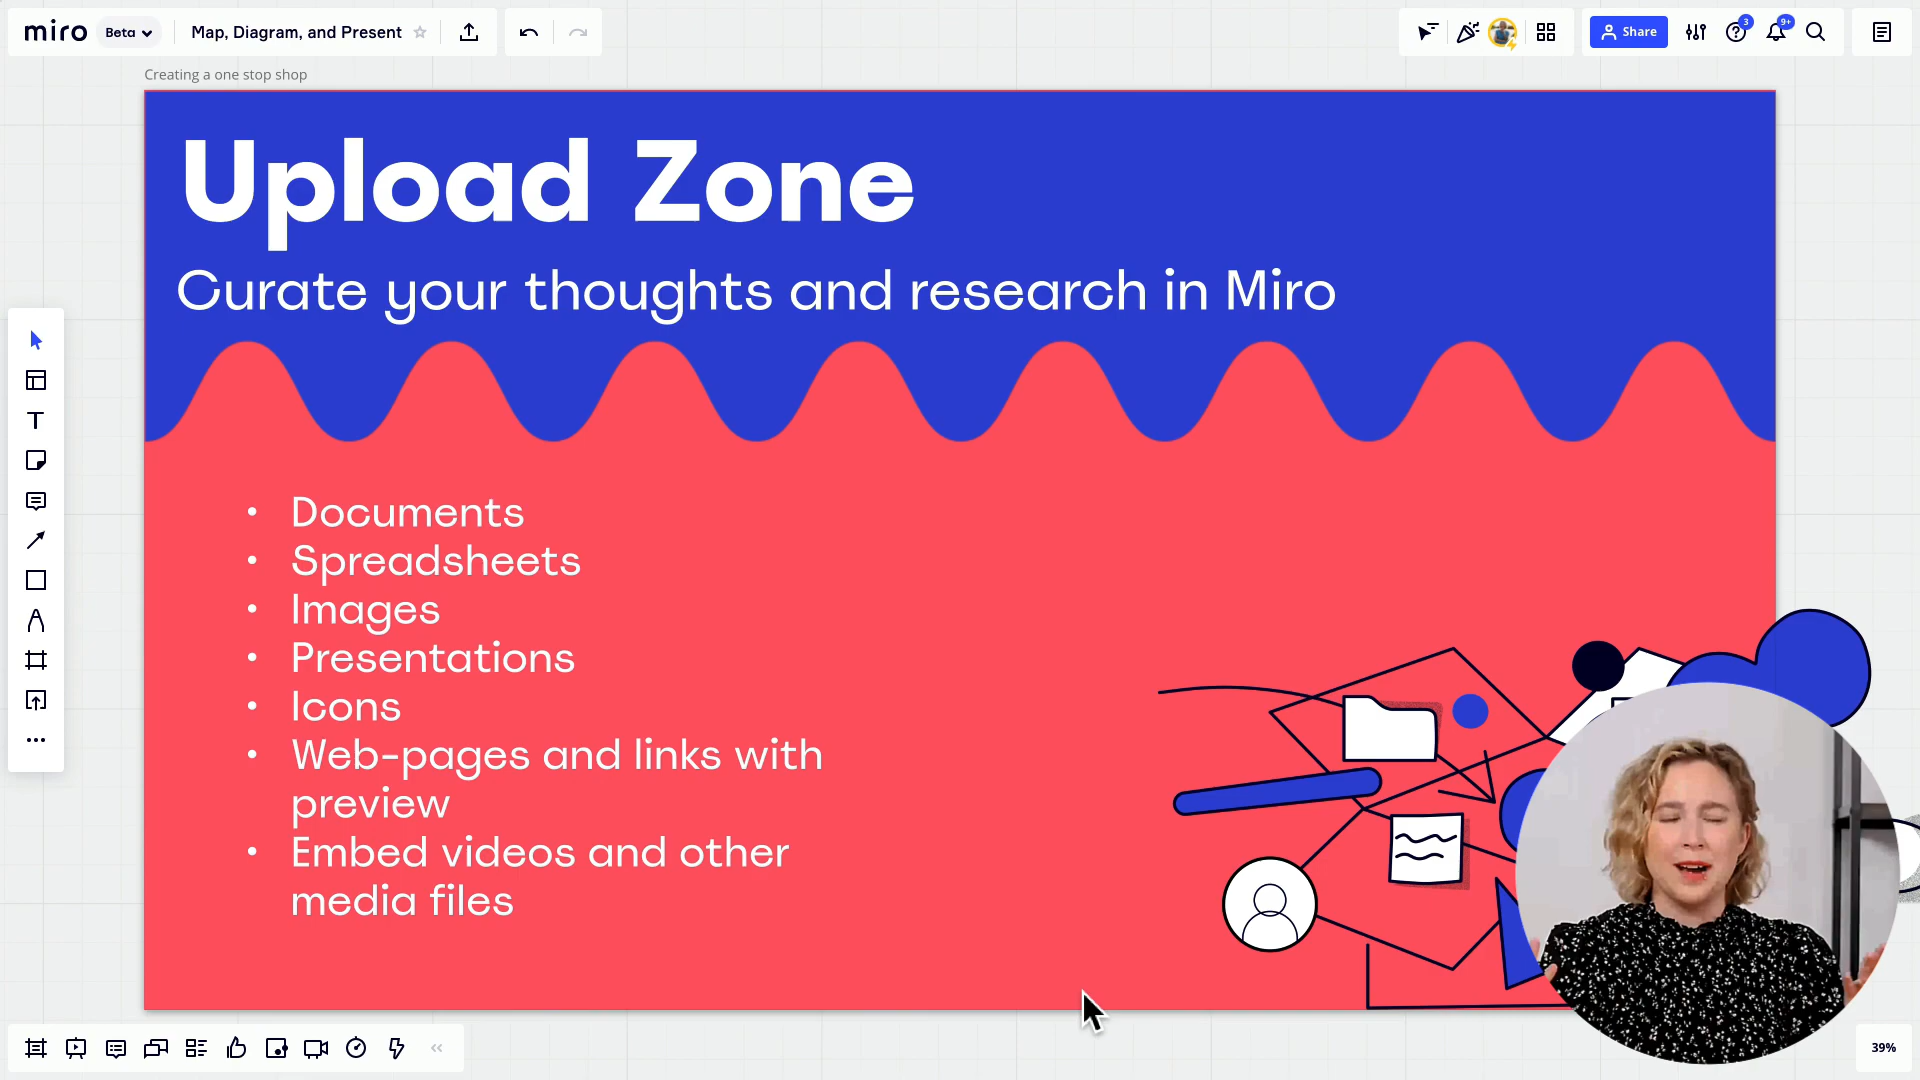 miro
Beta
Map, Diagram, and Present
Share
3
9+
Creating a one stop shop
Upload Zone
Curate your thoughts and research in Miro
• Documents
• Spreadsheets
• Images
• Presentations
• Icons
• Web-pages and links with
preview
• Embed videos and other
media files
39%